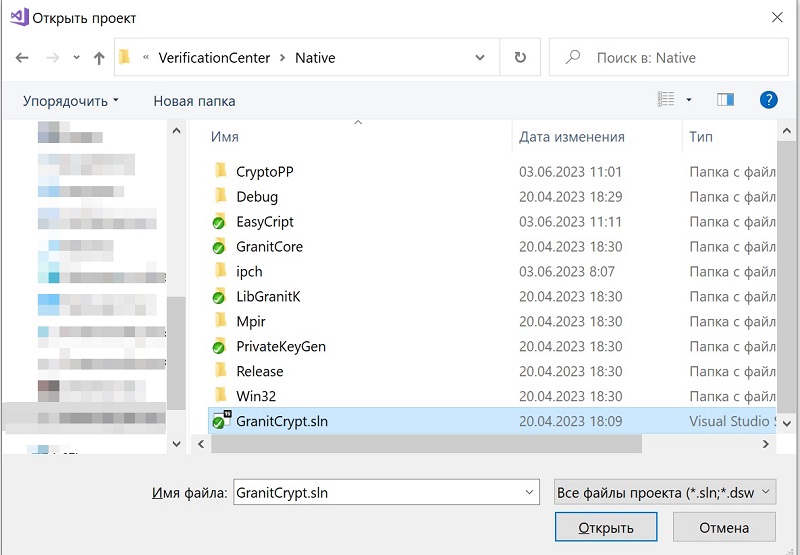 Открыть проект
« VerificationCenter > Native
Поиск в: Native
Упорядочить
Новая папка
?
Имя Дата изменения Тип
CryptoPP 03.06.2023 11:01 Папка с файл
Debug 20.04.2023 18:29 Папка с файл
EasyCript 03.06.2023 11:11 Папка с файл
GranitCore 20.04.2023 18:30 Папка с файл
ipch 03.06.2023 8:07 Папка с файл
LibGranitK 20.04.2023 18:30 Папка с файл
Mpir 20.04.2023 18:30 Папка с файл
PrivateKeyGen 20.04.2023 18:30 Папка с файл
Release 20.04.2023 18:30 Папка с файл
Win32 20.04.2023 18:30 Папка с файл
GranitCrypt.sln 20.04.2023 18:09 Visual Studio S
Имя файла: GranitCrypt.sln
Все файлы проекта (*.sln;*.dsw
Открыть
Отмена